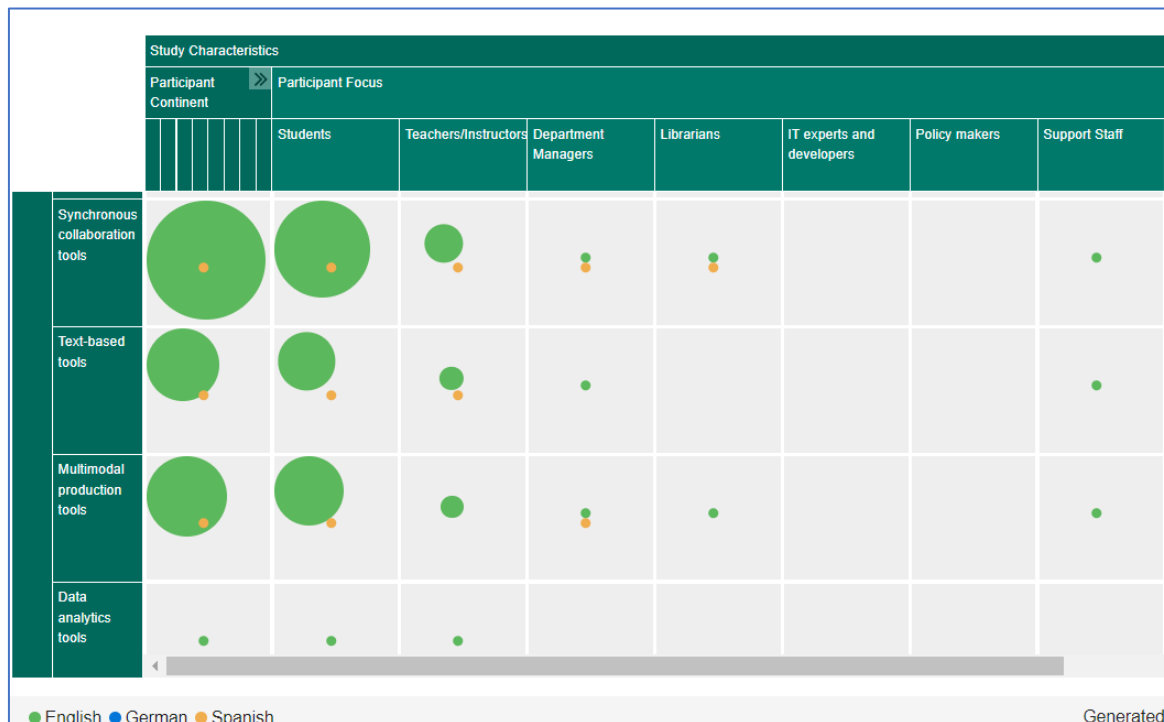 Study Characteristics
Participant
Continent
Participant Focus
Students
Teachers/Instructors
Department
Managers
Librarians
IT experts and
developers
Policy makers
Support Staff
Synchronous
collaboration
tools
Text-based
tools
Multimodal
production
tools
Data
analytics
tools
English German Spanish
Generated